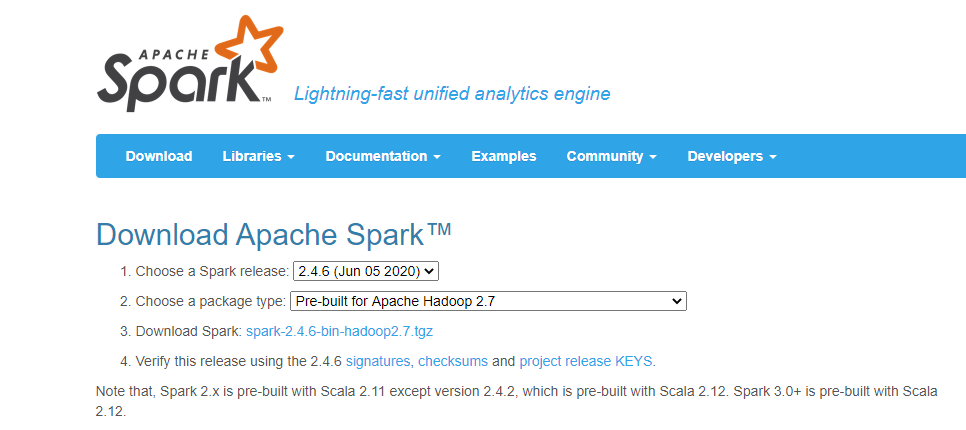 APACHE
Spark™
Lightning-fast unified analytics engine
Download Libraries Documentation Examples Community Developers
Download Apache Spark™
1. Choose a Spark release: 2.4.6 (Jun 05 2020)
2. Choose a package type: Pre-built for Apache Hadoop 2.7
3. Download Spark: spark-2.4.6-bin-hadoop2.7.tgz
4. Verify this release using the 2.4.6 signatures, checksums and project release KEYS.
Note that, Spark 2.x is pre-built with Scala 2.11 except version 2.4.2, which is pre-built with Scala 2.12. Spark 3.0+ is pre-built with Scala
2.12.